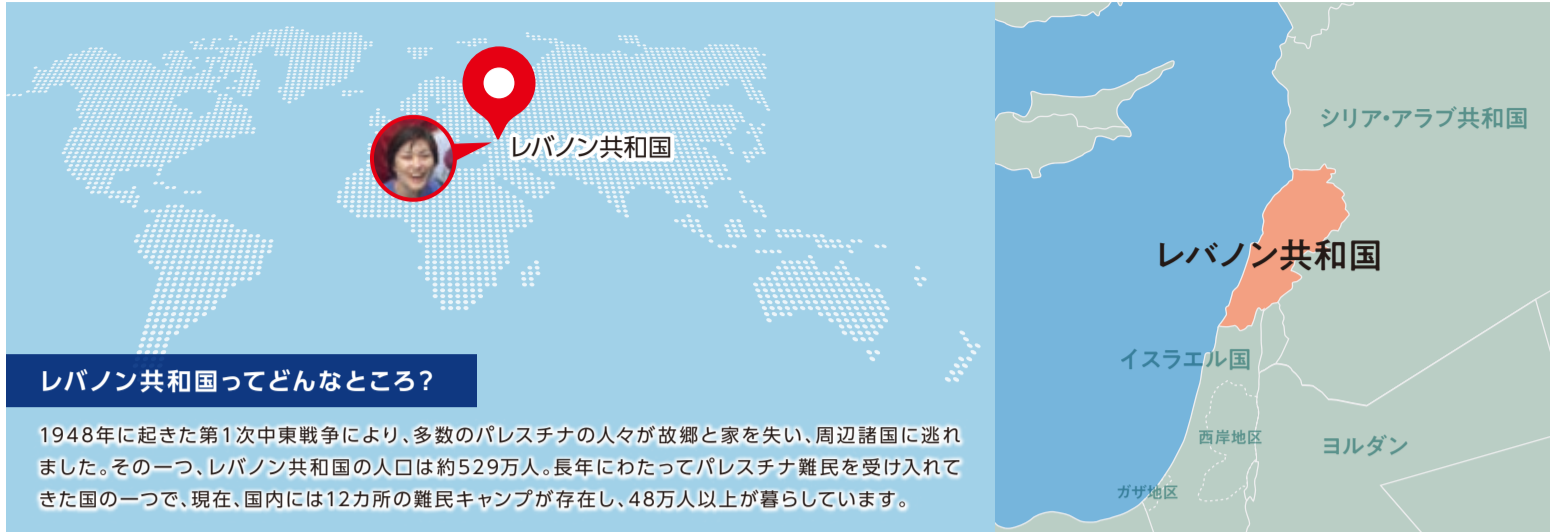 レバノン共和国
レバノン共和国ってどんなところ？
1948年に起きた第1次中東戦争により、多数のパレスチナの人々が故郷と家を失い、周辺諸国に逃れ
ました。その一つ、レバノン共和国の人口は約529万人。長年にわたってパレスチナ難民を受け入れて
きた国の一つで、現在、国内には12カ所の難民キャンプが存在し、48万人以上が暮らしています。
シリア・アラブ共和国
レバノン共和国
イスラエル国
西岸地区
ヨルダン
ガザ地区